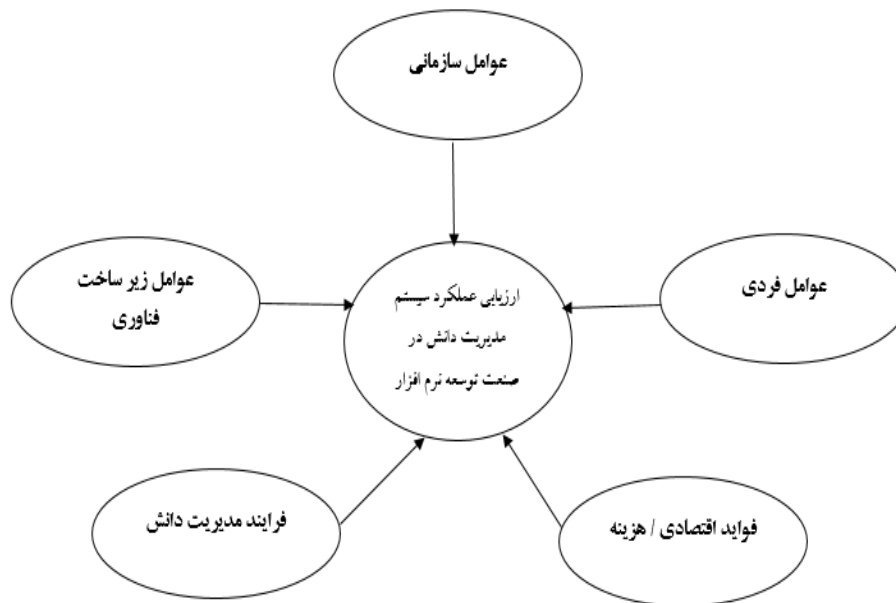 عوامل سازمانی
عوامل زیر ساخت
فناوری
عوامل فردی
ارزیابی عملکرد سیستم
مدیریت دانش در
صنعت توسعه نرم افزار
فرایند مدیریت دانش
فواید اقتصادی / هزینه